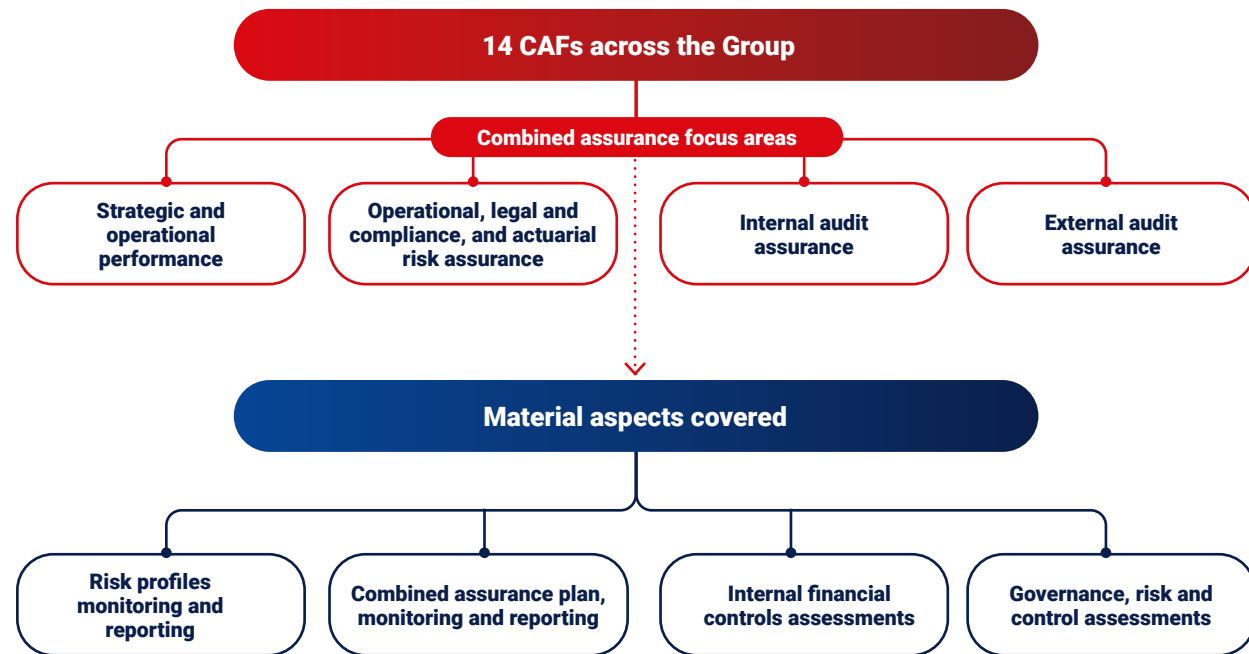 14 CAFs across the Group
Combined assurance focus areas
Strategic and
operational
performance
Operational, legal and
compliance, and actuarial
risk assurance
Internal audit
assurance
External audit
assurance
Material aspects covered
Risk profiles
monitoring and
reporting
Combined assurance plan,
monitoring and reporting
Internal financial
controls assessments
Governance, risk and
control assessments